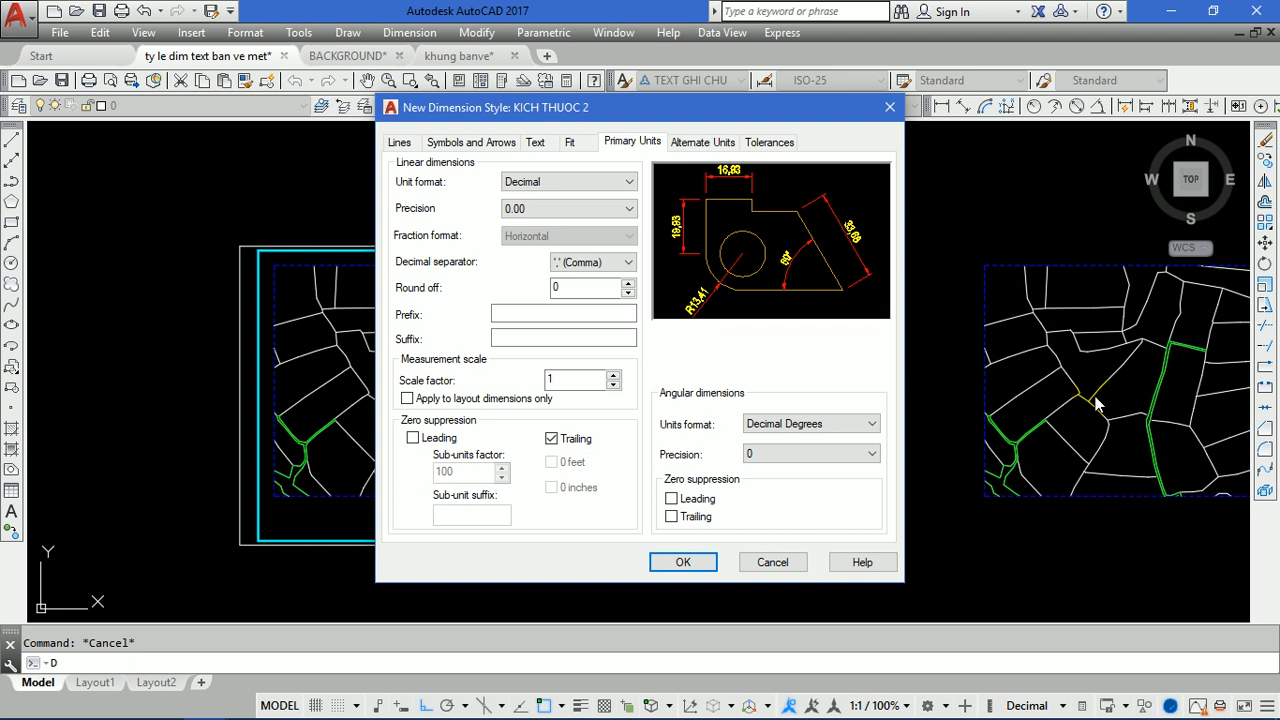 Autodesk AutoCAD 2017
Type a keyword or phrase
Sign In
File Edit View Insert Format Tools Draw Dimension Modify Parametric Window Help Data View Express
Start
ty le dim text ban ve met*
BACKGROUND*
khung banve*
TEXT GHI CHU
ISO-25
Standard
Standard
0
New Dimension Style: KICH THUOC 2
Lines Symbols and Arrows Text Fit Primary Units Alternate Units Tolerances
Linear dimensions
Unit format: Decimal
Precision 0.00
Fraction format: Horizontal
Decimal separator: ',' (Comma)
Round off: 0
Prefix:
Suffix:
Measurement scale
Scale factor: 1
Apply to layout dimensions only
Zero suppression
Leading
Trailing
Sub-units factor:
100
0 feet
Sub-unit suffix:
0 inches
16,93
19,93
33,68
60°
R13,41
Angular dimensions
Units format: Decimal Degrees
Precision: 0
Zero suppression
Leading
Trailing
OK Cancel Help
N
W TOP E
S
WCS
Y
X
Command: *Cancel*
D
Model Layout1 Layout2
MODEL
1:1 / 100%
Decimal